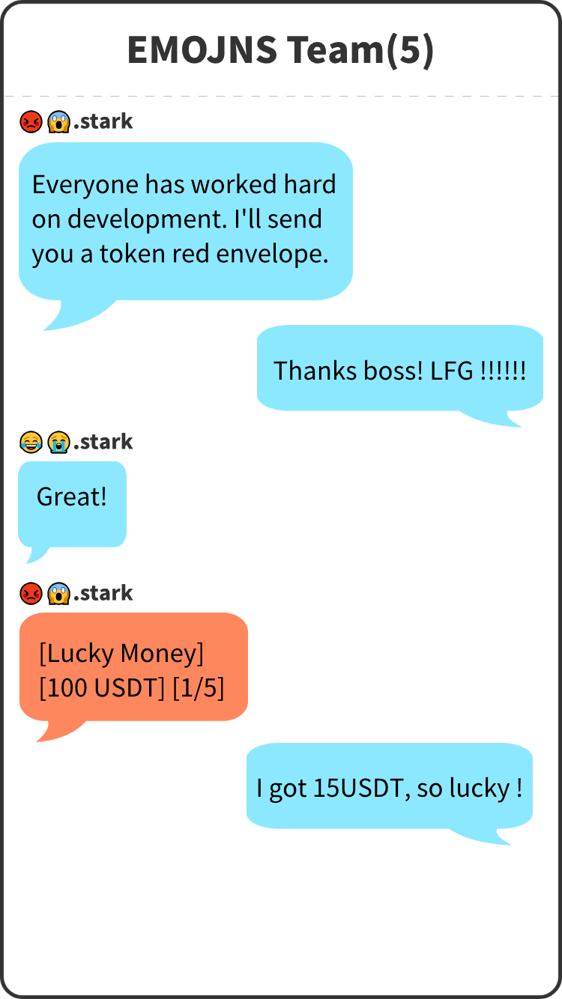 EMOJNS Team(5)
😡😱.stark
Everyone has worked hard
on development. I'll send
you a token red envelope.
Thanks boss! LFG !!!!!!
😂😭.stark
Great!
😡😱.stark
[Lucky Money]
[100 USDT] [1/5]
I got 15USDT, so lucky !